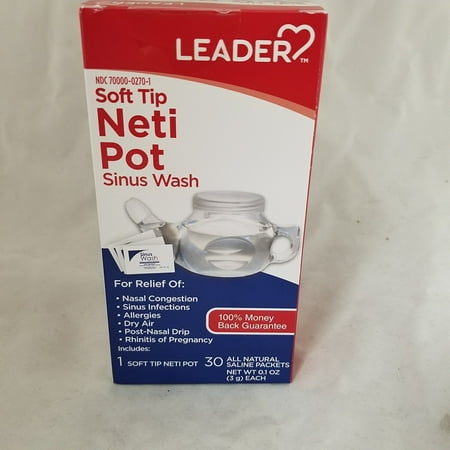 LEADER
TM
NDC 70000-0270-1
Soft Tip
Neti
Pot
Sinus Wash
Sinus
Wash
For Relief Of:
• Nasal Congestion
• Sinus Infections
• Allergies
• Dry Air
• Post-Nasal Drip
• Rhinitis of Pregnancy
100% Money
Back Guarantee
Includes:
1 SOFT TIP NETI POT
30 ALL NATURAL
SALINE PACKETS
NET WT 0.1 OZ
(3 g) EACH